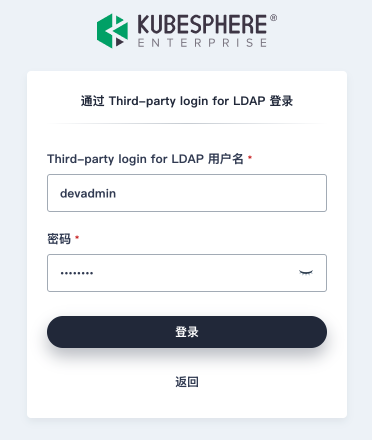 KUBESPHERE®
ENTERPRISE
通过 Third-party login for LDAP 登录
Third-party login for LDAP 用户名 *
devadmin
密码 *
••••••••
登录
返回